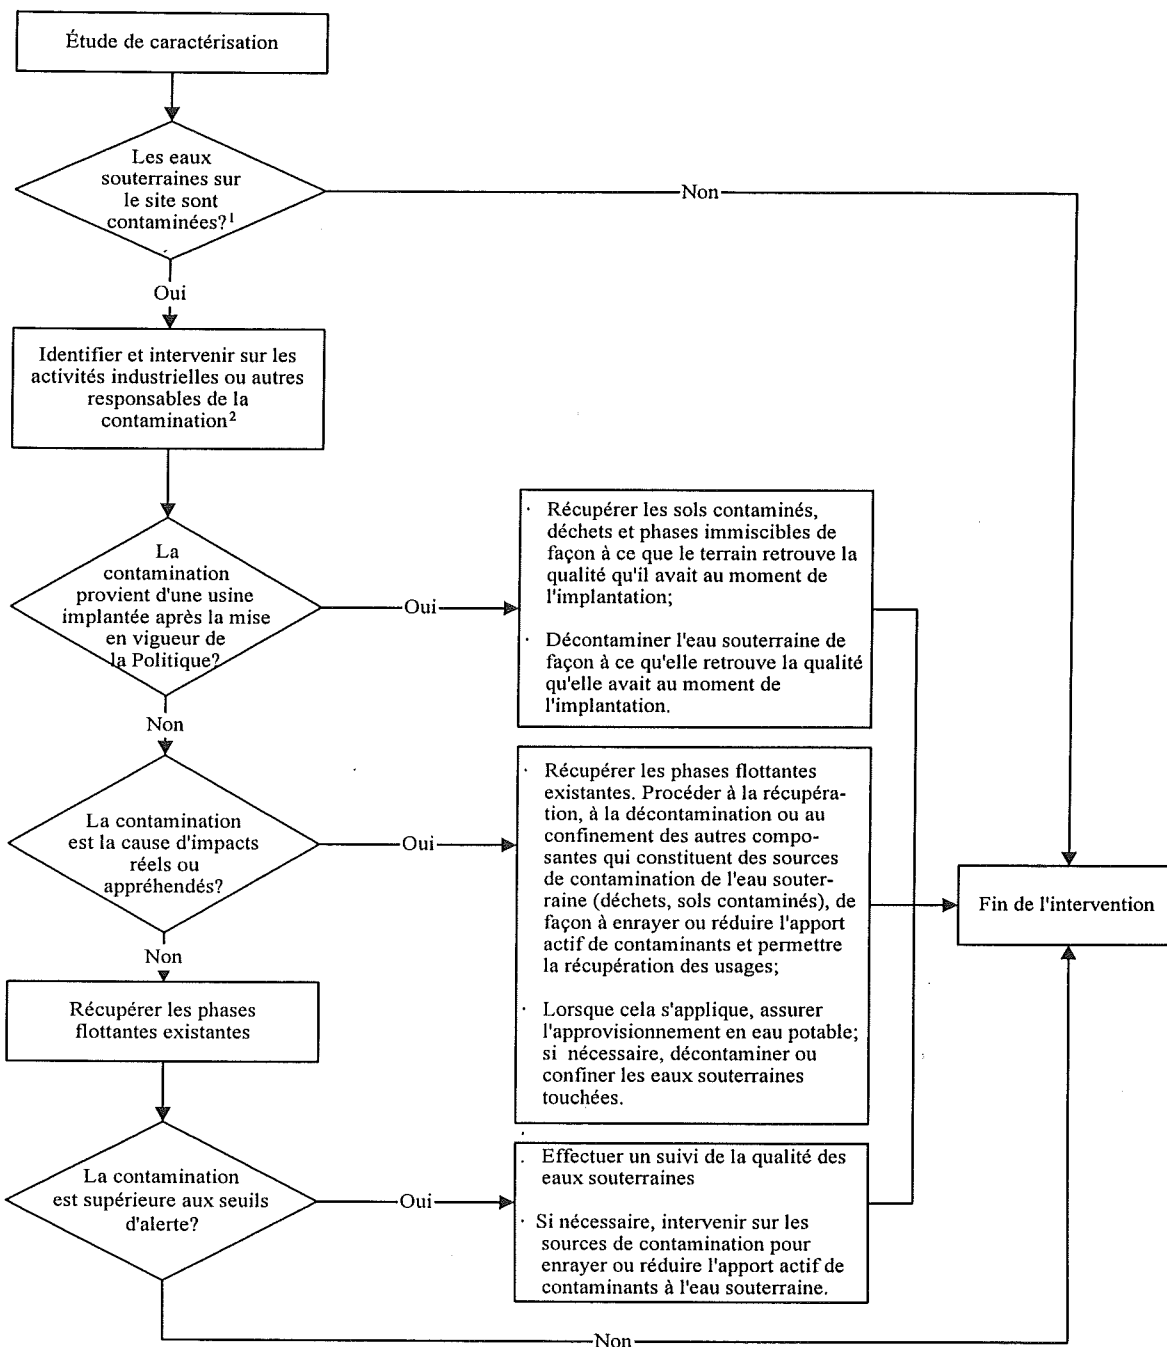 Étude de caractérisation
Les eaux
souterraines sur
le site sont
contaminées?¹
Non
Oui
Identifier et intervenir sur les
activités industrielles ou autres
responsables de la
contamination²
La
contamination
provient d'une usine
implantée après la mise
en vigueur de
la Politique?
Oui
· Récupérer les sols contaminés,
déchets et phases immiscibles de
façon à ce que le terrain retrouve la
qualité qu'il avait au moment de
l'implantation;
· Décontaminer l'eau souterraine de
façon à ce qu'elle retrouve la qualité
qu'elle avait au moment de
l'implantation.
Non
La contamination
est la cause d'impacts
réels ou
appréhendés?
Oui
· Récupérer les phases flottantes
existantes. Procéder à la récupéra-
tion, à la décontamination ou au
confinement des autres compo-
santes qui constituent des sources
de contamination de l'eau souter-
raine (déchets, sols contaminés), de
façon à enrayer ou réduire l'apport
actif de contaminants et permettre
la récupération des usages;
· Lorsque cela s'applique, assurer
l'approvisionnement en eau potable;
si nécessaire, décontaminer ou
confiner les eaux souterraines
touchées.
Fin de l'intervention
Non
Récupérer les phases
flottantes existantes
La contamination
est supérieure aux seuils
d'alerte?
Oui
. Effectuer un suivi de la qualité des
eaux souterraines
· Si nécessaire, intervenir sur les
sources de contamination pour
enrayer ou réduire l'apport actif de
contaminants à l'eau souterraine.
Non